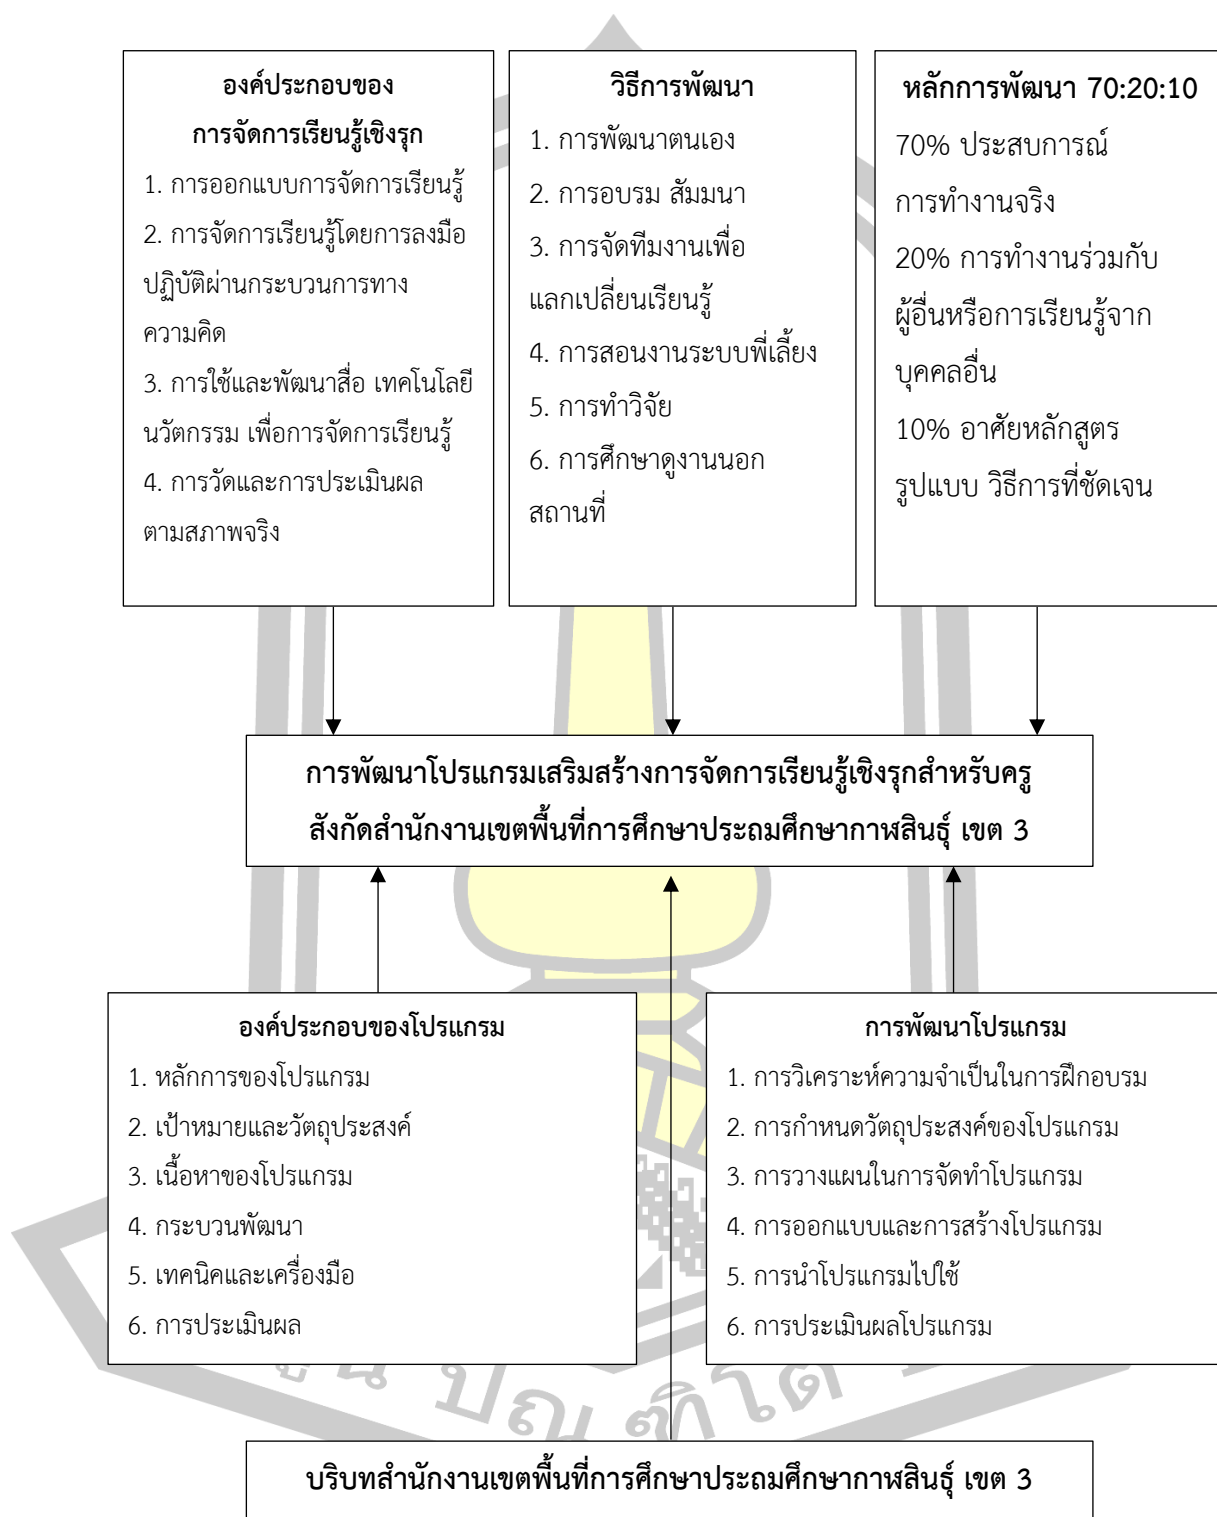 องค์ประกอบของ
การจัดการเรียนรู้เชิงรุก
1. การออกแบบการจัดการเรียนรู้
2. การจัดการเรียนรู้โดยการลงมือ
ปฏิบัติผ่านกระบวนการทาง
ความคิด
3. การใช้และพัฒนาสื่อ เทคโนโลยี
นวัตกรรม เพื่อการจัดการเรียนรู้
4. การวัดและการประเมินผล
ตามสภาพจริง
วิธีการพัฒนา
1. การพัฒนาตนเอง
2. การอบรม สัมมนา
3. การจัดทีมงานเพื่อ
แลกเปลี่ยนเรียนรู้
4. การสอนงานระบบพี่เลี้ยง
5. การทำวิจัย
6. การศึกษาดูงานนอก
สถานที่
หลักการพัฒนา 70:20:10
70% ประสบการณ์
การทำงานจริง
20% การทำงานร่วมกับ
ผู้อื่นหรือการเรียนรู้จาก
บุคคลอื่น
10% อาศัยหลักสูตร
รูปแบบ วิธีการที่ชัดเจน
การพัฒนาโปรแกรมเสริมสร้างการจัดการเรียนรู้เชิงรุกสำหรับครู
สังกัดสำนักงานเขตพื้นที่การศึกษาประถมศึกษากาฬสินธุ์ เขต 3
องค์ประกอบของโปรแกรม
1. หลักการของโปรแกรม
2. เป้าหมายและวัตถุประสงค์
3. เนื้อหาของโปรแกรม
4. กระบวนพัฒนา
5. เทคนิคและเครื่องมือ
6. การประเมินผล
การพัฒนาโปรแกรม
1. การวิเคราะห์ความจำเป็นในการฝึกอบรม
2. การกำหนดวัตถุประสงค์ของโปรแกรม
3. การวางแผนในการจัดทำโปรแกรม
4. การออกแบบและการสร้างโปรแกรม
5. การนำโปรแกรมไปใช้
6. การประเมินผลโปรแกรม
ปณฺฑิโต
บริบทสำนักงานเขตพื้นที่การศึกษาประถมศึกษากาฬสินธุ์ เขต 3